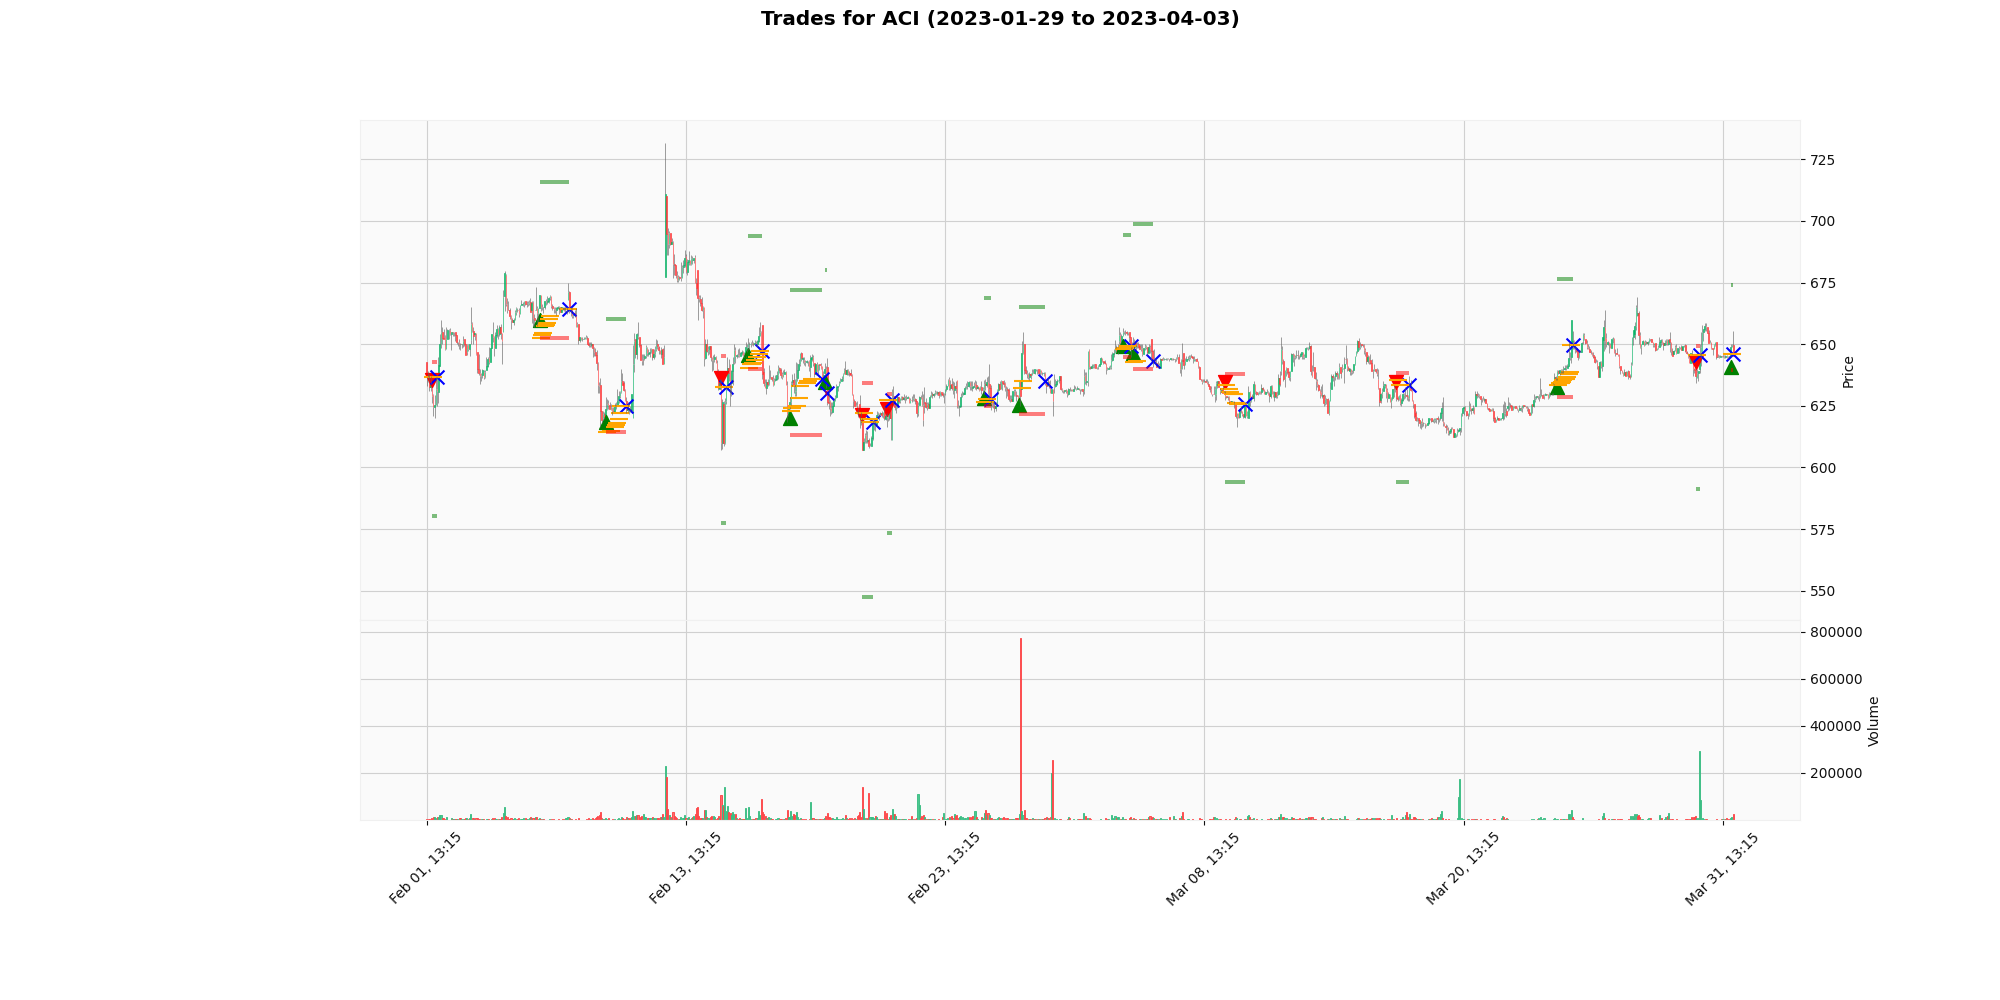 Trades for ACI (2023-01-29 to 2023-04-03)
725
700
675
650
625
600
575
550
Price
800000
600000
400000
200000
Volume
Feb 01, 13:15
Feb 13, 13:15
Feb 23, 13:15
Mar 08, 13:15
Mar 20, 13:15
Mar 31, 13:15